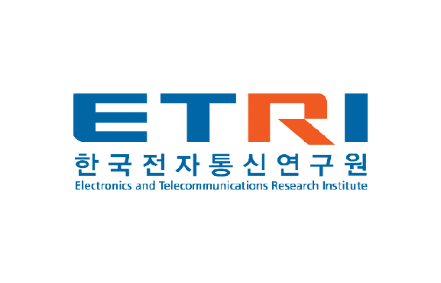 ETRI
한국전자통신연구원
Electronics and Telecommunications Research Institute